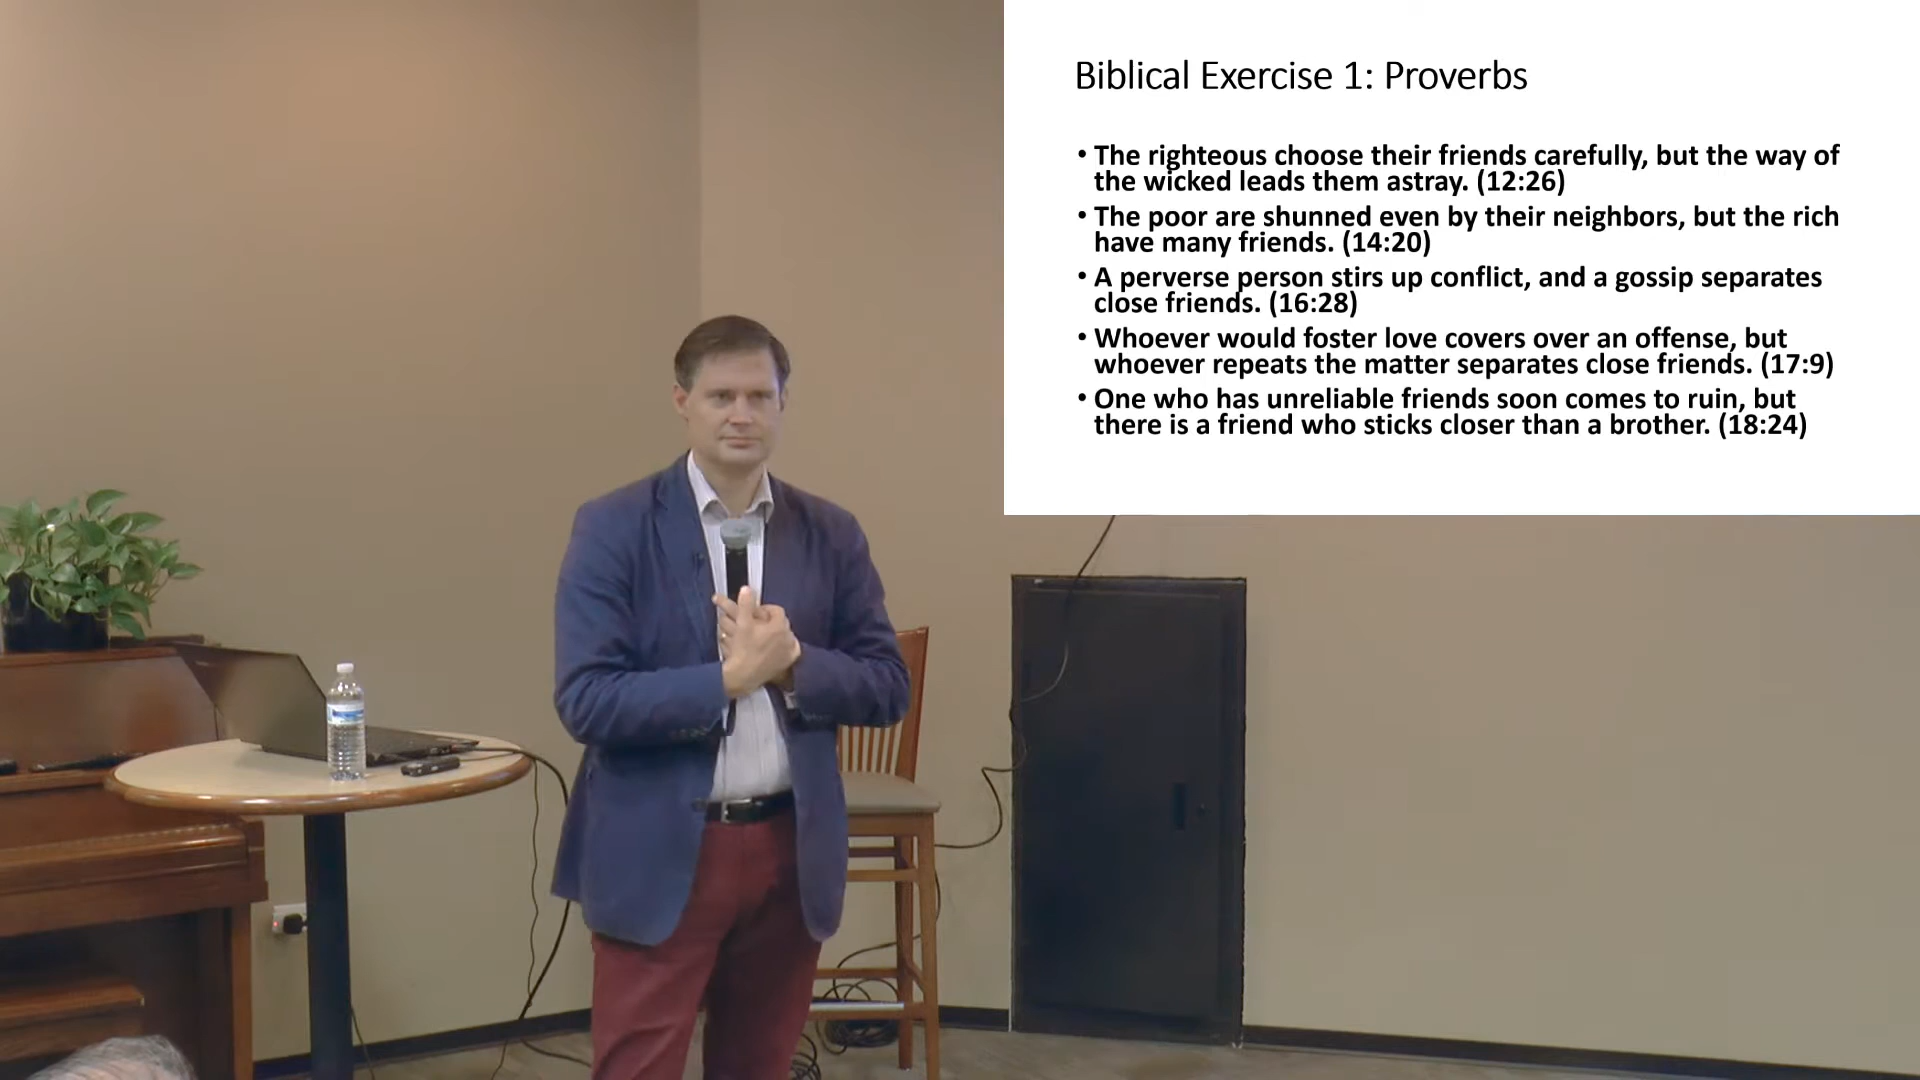 Biblical Exercise 1: Proverbs
• The righteous choose their friends carefully, but the way of
the wicked leads them astray. (12:26)
• The poor are shunned even by their neighbors, but the rich
have many friends. (14:20)
• A perverse person stirs up conflict, and a gossip separates
close friends. (16:28)
• Whoever would foster love covers over an offense, but
whoever repeats the matter separates close friends. (17:9)
• One who has unreliable friends soon comes to ruin, but
there is a friend who sticks closer than a brother. (18:24)